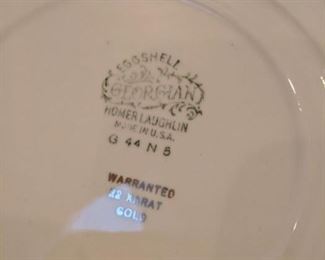 EGGSHELL
GEORGIAN
HOMER LAUGHLIN
MADE IN U.S.A.
G 44 N 5
WARRANTED
22 KARAT
GOLD